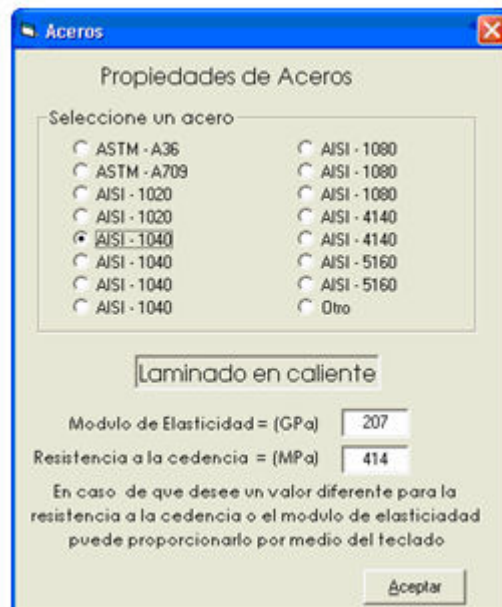 Aceros
Propiedades de Aceros
Seleccione un acero
ASTM - A36
ASTM - A709
AISI - 1020
AISI - 1020
AISI - 1040
AISI - 1040
AISI - 1040
AISI - 1040
AISI - 1080
AISI - 1080
AISI - 1080
AISI - 4140
AISI - 4140
AISI - 5160
AISI - 5160
Otro
Laminado en caliente
Modulo de Elasticidad = (GPa) 207
Resistencia a la cedencia = (MPa) 414
En caso de que desee un valor diferente para la
resistencia a la cedencia o el modulo de elasticiadad
puede proporcionarlo por medio del teclado
Aceptar